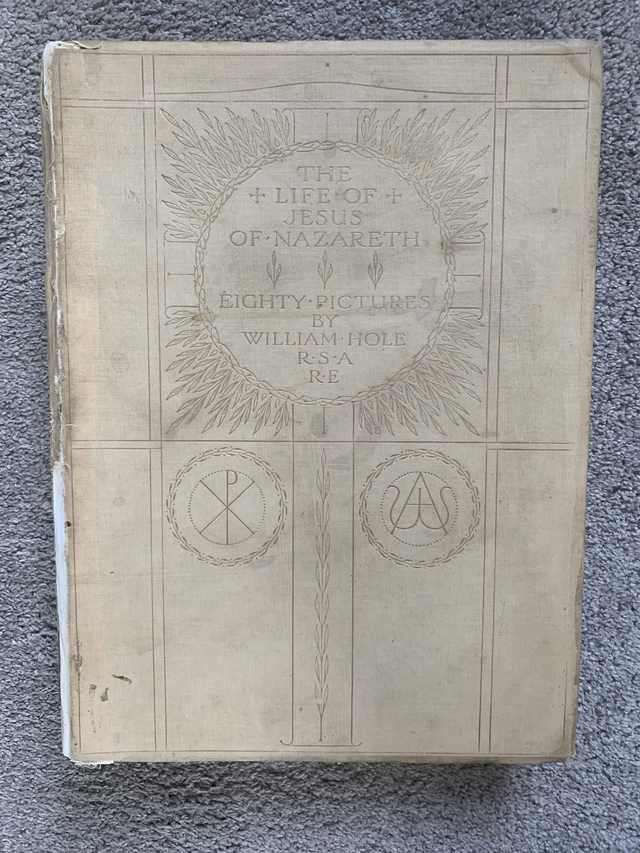 THE
LIFE·OF
JESUS
OF·NAZARETH
EIGHTY·PICTURES
BY
WILLIAM·HOLE
R·S·A
R·E